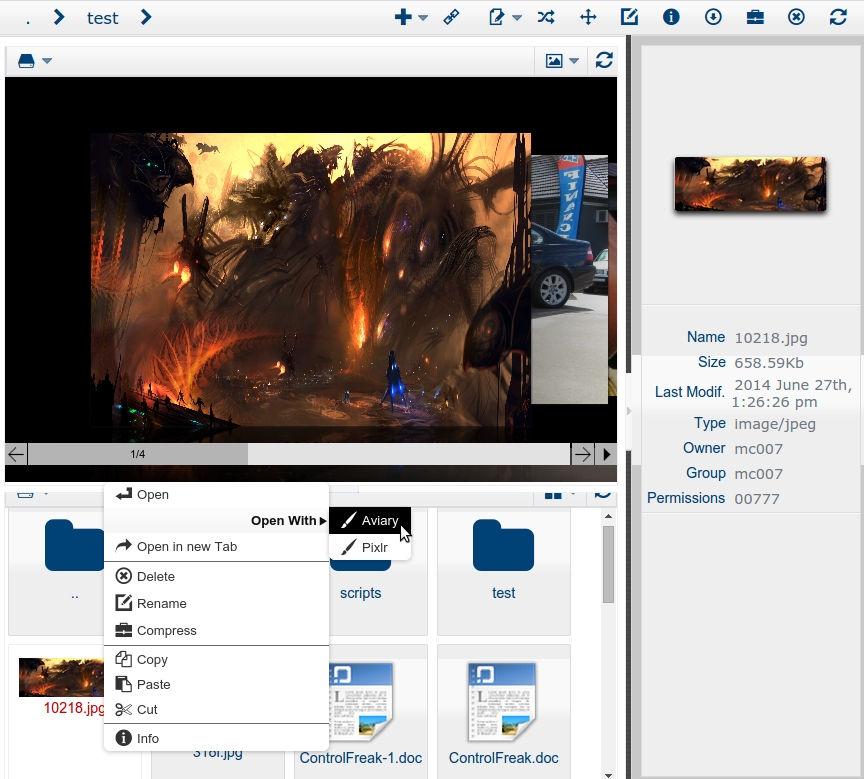 . test
FINANC
1/4
Name 10218.jpg
Size 658.59Kb
Last Modif. 2014 June 27th,
1:26:26 pm
Type image/jpeg
Owner mc007
Group mc007
Permissions 00777
Open
Open With
Aviary
Open in new Tab
Pixlr
Delete
Rename
Compress
Copy
Paste
Cut
Info
..
scripts
test
10218.jpg
316f.jpg
ControlFreak-1.doc
ControlFreak.doc